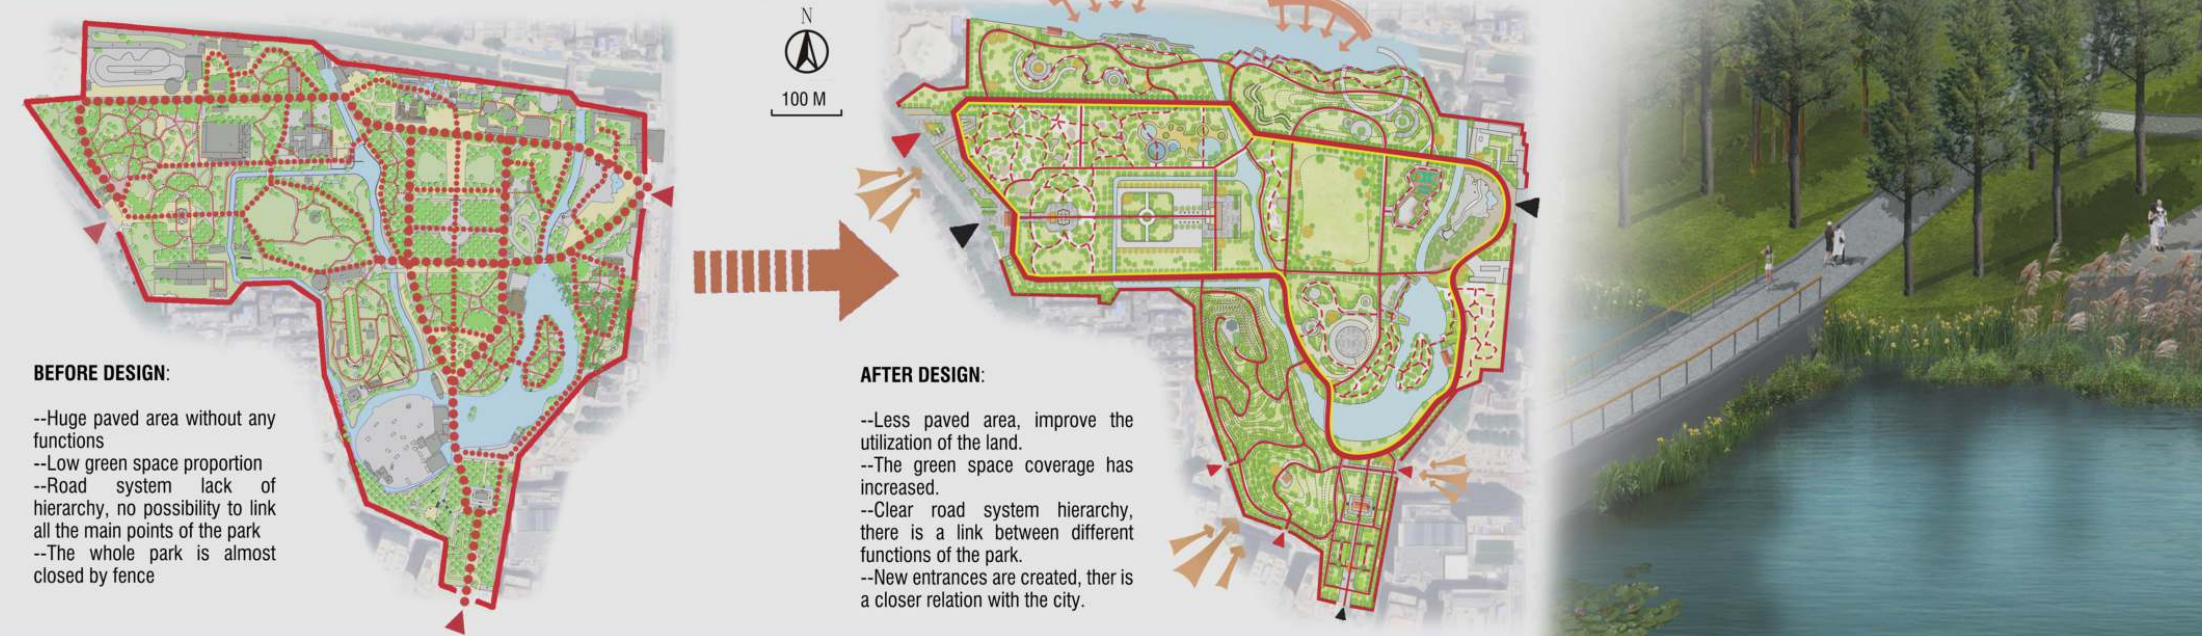 N
100 M
BEFORE DESIGN:
--Huge paved area without any
functions
--Low green space proportion
--Road system lack of
hierarchy, no possibility to link
all the main points of the park
--The whole park is almost
closed by fence
AFTER DESIGN:
--Less paved area, improve the
utilization of the land.
--The green space coverage has
increased.
--Clear road system hierarchy,
there is a link between different
functions of the park.
--New entrances are created, ther is
a closer relation with the city.